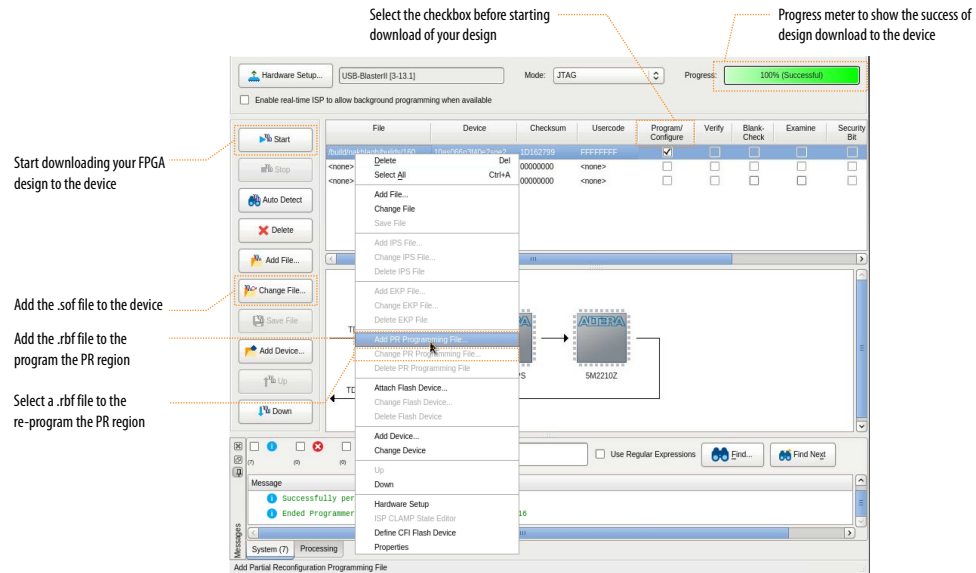 Select the checkbox before starting
download of your design
Progress meter to show the success of
design download to the device
Hardware Setup...
USB-BlasterII [3-13.1]
Mode:
JTAG
Progress:
100% (Successful)
Enable real-time ISP to allow background programming when available
File
Device
Checksum
Usercode
Program/
Configure
Verify
Blank-
Check
Examine
Security
Bit
1D162799
FFFFFFFF
<none>
00000000
<none>
<none>
00000000
<none>
Start downloading your FPGA
design to the device
Add the .sof file to the device
Add the .rbf file to the
program the PR region
Select a .rbf file to the
re-program the PR region
Start
Stop
Auto Detect
Delete
Add File...
Change File...
Save File
Add Device...
Up
Down
Delete Del
Select All Ctrl+A
Add File...
Change File
Save File
Add IPS File...
Change IPS File...
Delete IPS File
Add EKP File...
Change EKP File...
Delete EKP File
Add PR Programming File...
Change PR Programming File...
Delete PR Programming File
Attach Flash Device...
Change Flash Device...
Delete Flash Device
Add Device...
Change Device
Up
Down
Hardware Setup
ISP CLAMP State Editor
Define CFI Flash Device
Properties
ALTERA
5M2210Z
(7)
(0)
(0)
Use Regular Expressions
Find...
Find Next
Message
Successfully per
Ended Programmer
16
Messages
System (7)
Processing
Add Partial Reconfiguration Programming File